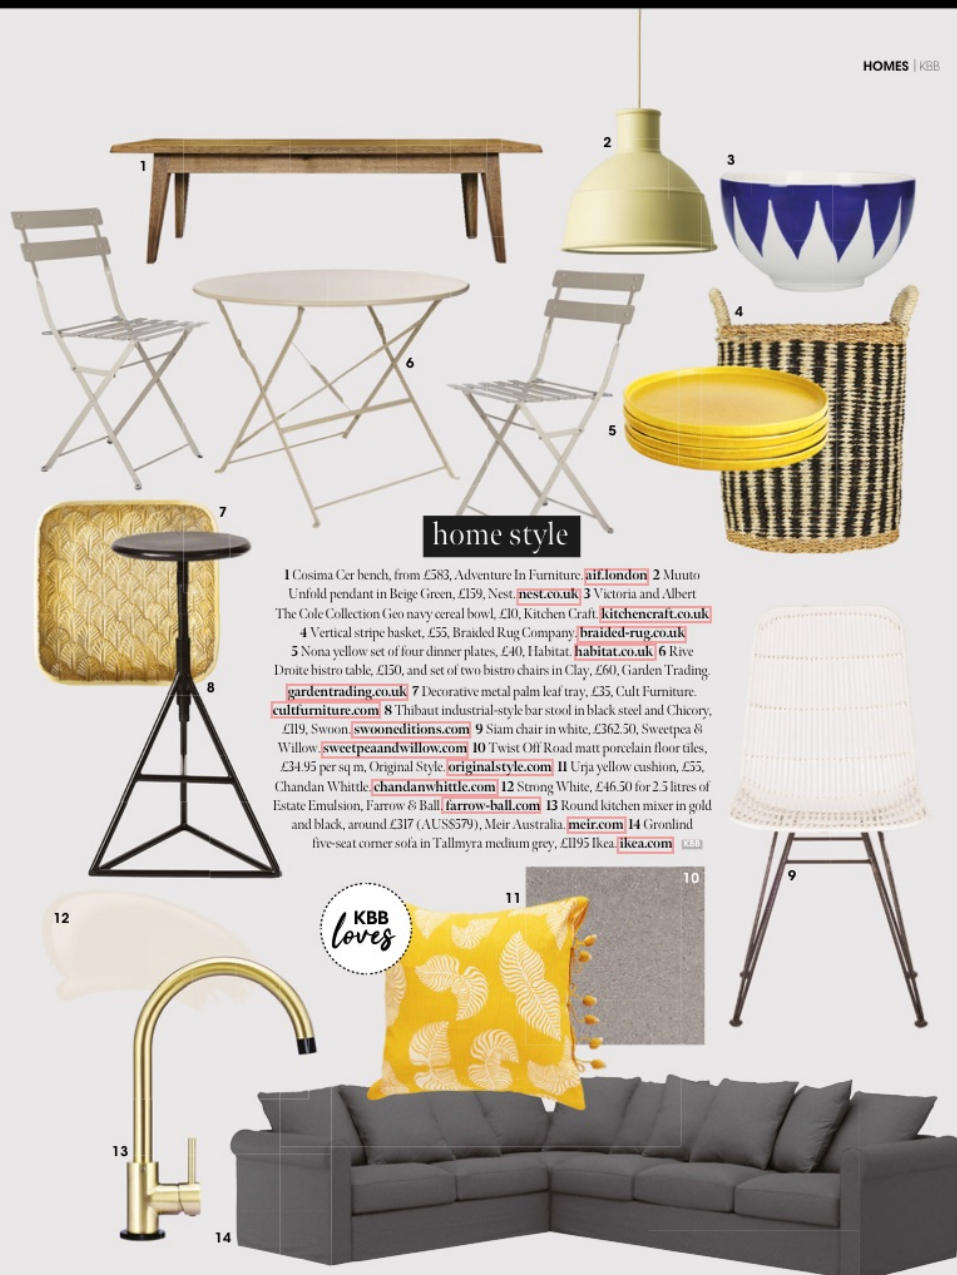 HOMES | KBB
1
2
3
4
5
6
7
8
home style
1 Cosima Cer bench, from £583, Adventure In Furniture. aif.london 2 Muuto
Unfold pendant in Beige Green, £159, Nest. nest.co.uk 3 Victoria and Albert
The Cole Collection Geo navy cereal bowl, £10, Kitchen Craft. kitchencraft.co.uk
4 Vertical stripe basket, £55, Braided Rug Company. braided-rug.co.uk
5 Nona yellow set of four dinner plates, £40, Habitat. habitat.co.uk 6 Rive
Droite bistro table, £150, and set of two bistro chairs in Clay, £60, Garden Trading.
gardentrading.co.uk 7 Decorative metal palm leaf tray, £35, Cult Furniture.
cultfurniture.com 8 Thibaut industrial-style bar stool in black steel and Chicory,
£119, Swoon. swooneditions.com 9 Siam chair in white, £362.50, Sweetpea &
Willow. sweetpeaandwillow.com 10 Twist Off Road matt porcelain floor tiles,
£34.95 per sq m, Original Style. originalstyle.com 11 Urja yellow cushion, £55,
Chandan Whittle. chandanwhittle.com 12 Strong White, £46.50 for 2.5 litres of
Estate Emulsion, Farrow & Ball. farrow-ball.com 13 Round kitchen mixer in gold
and black, around £317 (AUS$579), Meir Australia. meir.com 14 Gronlind
five-seat corner sofa in Tallmyra medium grey, £1195 Ikea. ikea.com KBB
9
10
11
KBB
loves
12
13
14